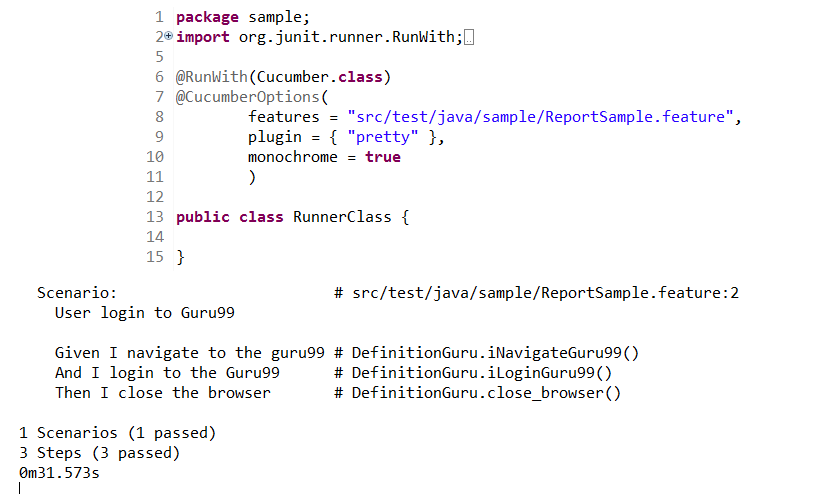 1 package sample;
2 import org.junit.runner.RunWith;
5
6 @RunWith(Cucumber.class)
7 @CucumberOptions(
8 features = "src/test/java/sample/ReportSample.feature",
9 plugin = { "pretty" },
10 monochrome = true
11 )
12
13 public class RunnerClass {
14
15 }
Scenario: # src/test/java/sample/ReportSample.feature:2
User login to Guru99
Given I navigate to the guru99 # DefinitionGuru.iNavigateGuru99()
And I login to the Guru99 # DefinitionGuru.iLoginGuru99()
Then I close the browser # DefinitionGuru.close_browser()
1 Scenarios (1 passed)
3 Steps (3 passed)
0m31.573s